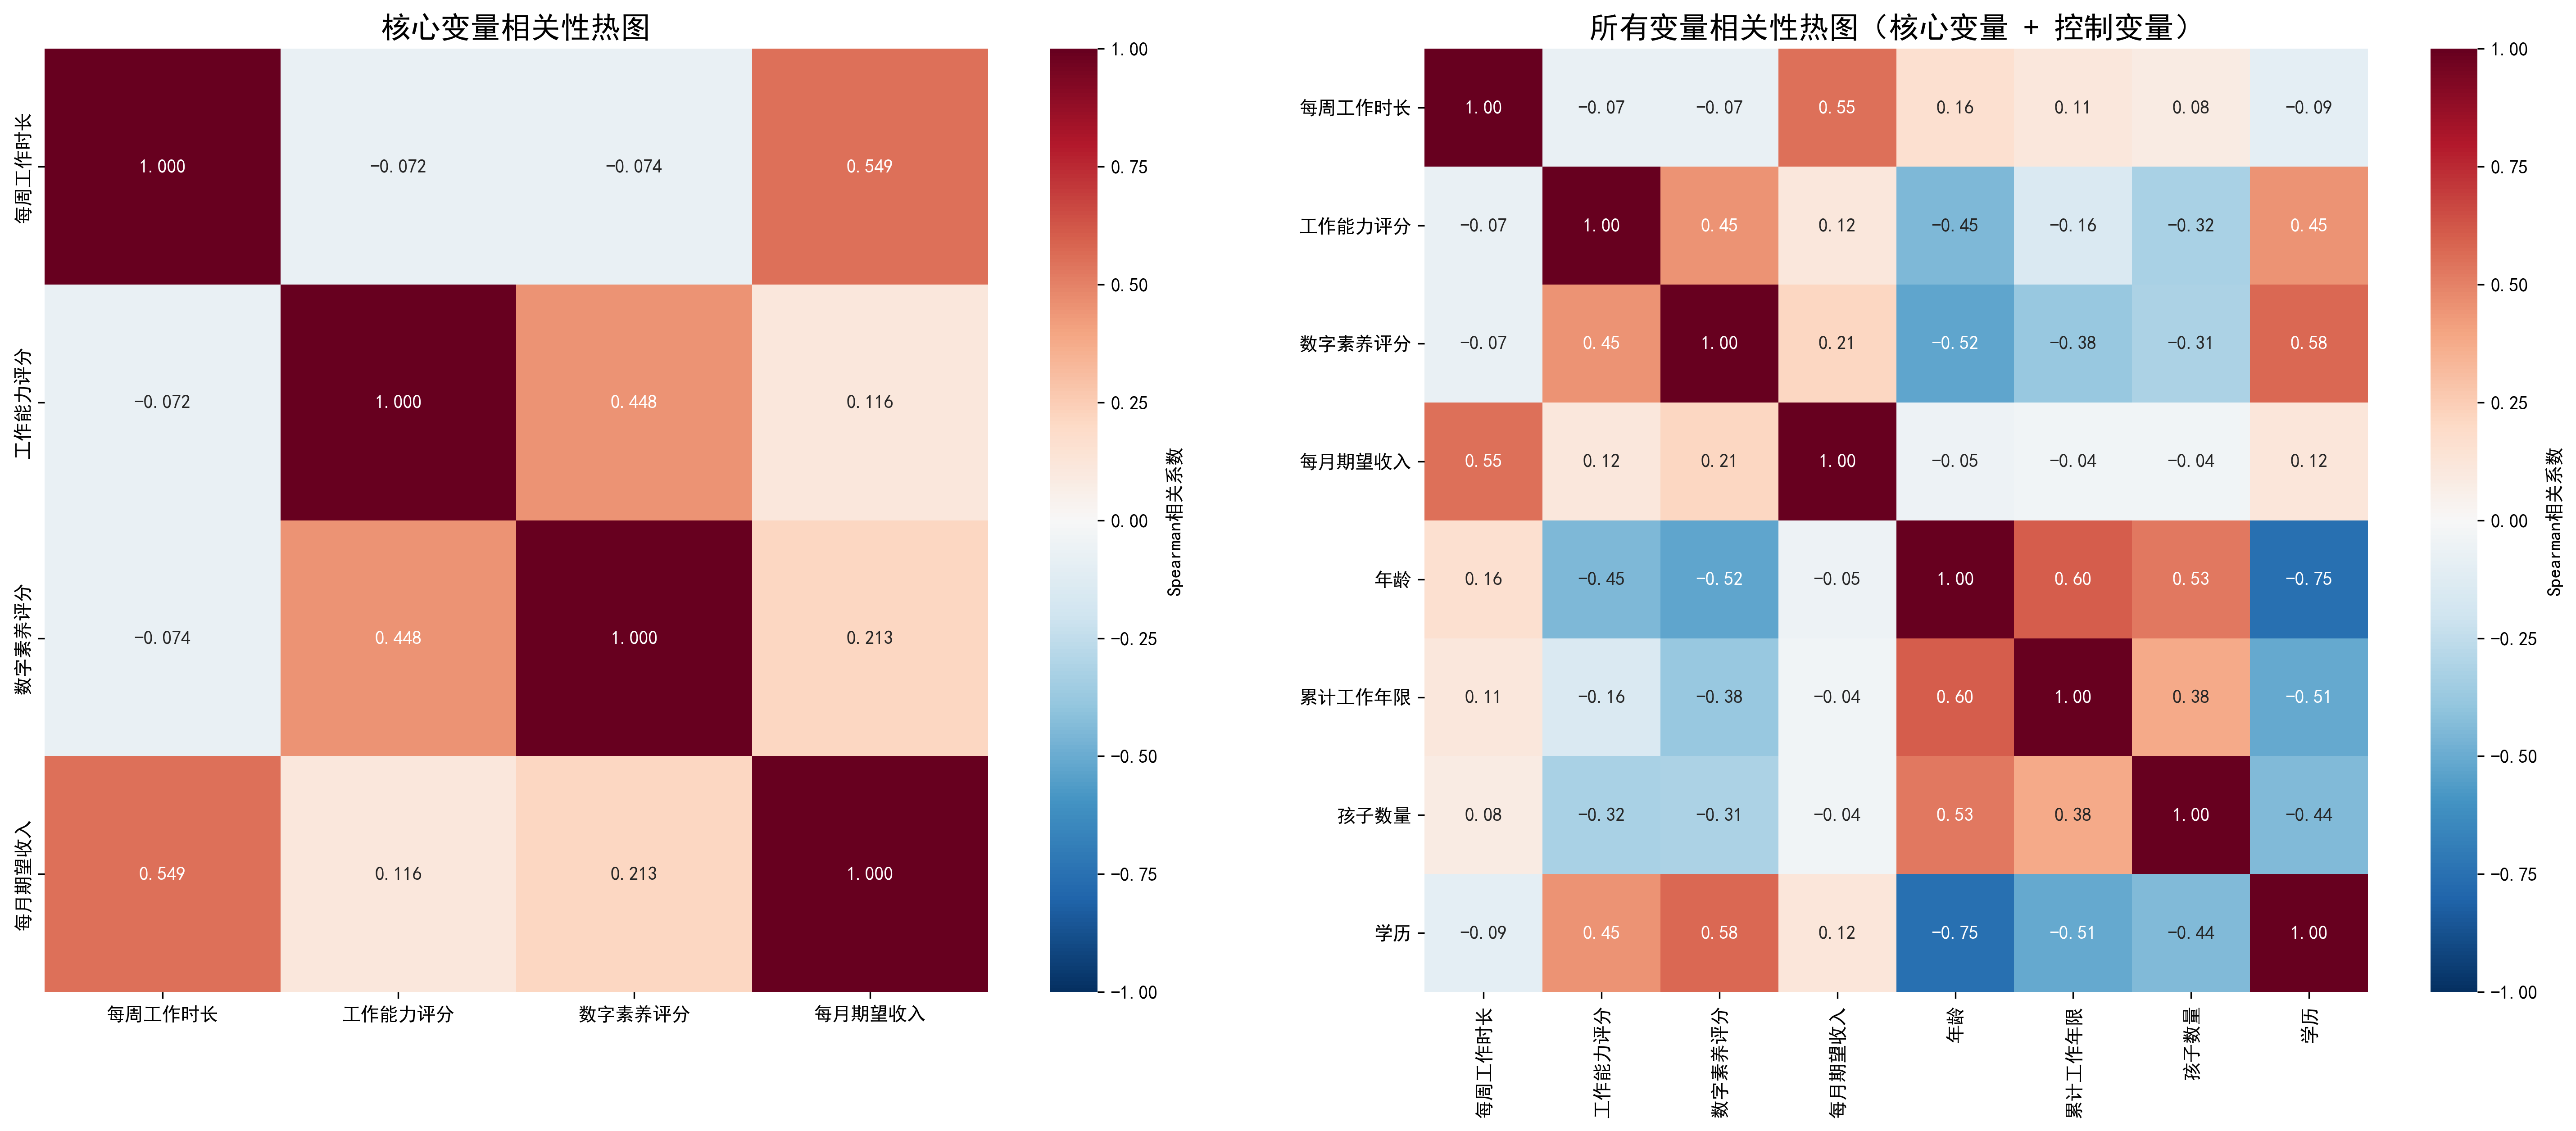 核心变量相关性热图
每周工作时长
1.000 -0.072 -0.074 0.549
工作能力评分
-0.072 1.000 0.448 0.116
数字素养评分
-0.074 0.448 1.000 0.213
每月期望收入
0.549 0.116 0.213 1.000
每周工作时长 工作能力评分 数字素养评分 每月期望收入
1.00
0.75
0.50
0.25
0.00
-0.25
-0.50
-0.75
-1.00
Spearman相关系数
所有变量相关性热图（核心变量 + 控制变量）
每周工作时长 1.00 -0.07 -0.07 0.55 0.16 0.11 0.08 -0.09
工作能力评分 -0.07 1.00 0.45 0.12 -0.45 -0.16 -0.32 0.45
数字素养评分 -0.07 0.45 1.00 0.21 -0.52 -0.38 -0.31 0.58
每月期望收入 0.55 0.12 0.21 1.00 -0.05 -0.04 -0.04 0.12
年龄 0.16 -0.45 -0.52 -0.05 1.00 0.60 0.53 -0.75
累计工作年限 0.11 -0.16 -0.38 -0.04 0.60 1.00 0.38 -0.51
孩子数量 0.08 -0.32 -0.31 -0.04 0.53 0.38 1.00 -0.44
学历 -0.09 0.45 0.58 0.12 -0.75 -0.51 -0.44 1.00
每周工作时长
工作能力评分
数字素养评分
每月期望收入
年龄
累计工作年限
孩子数量
学历
1.00
0.75
0.50
0.25
0.00
-0.25
-0.50
-0.75
-1.00
Spearman相关系数